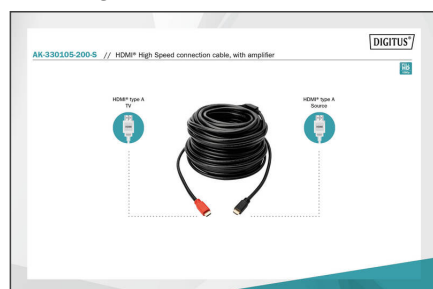 DIGITUS®
AK-330105-200-S // HDMI® High Speed connection cable, with amplifier
HDMI® type A
TV
HDMI® type A
Source